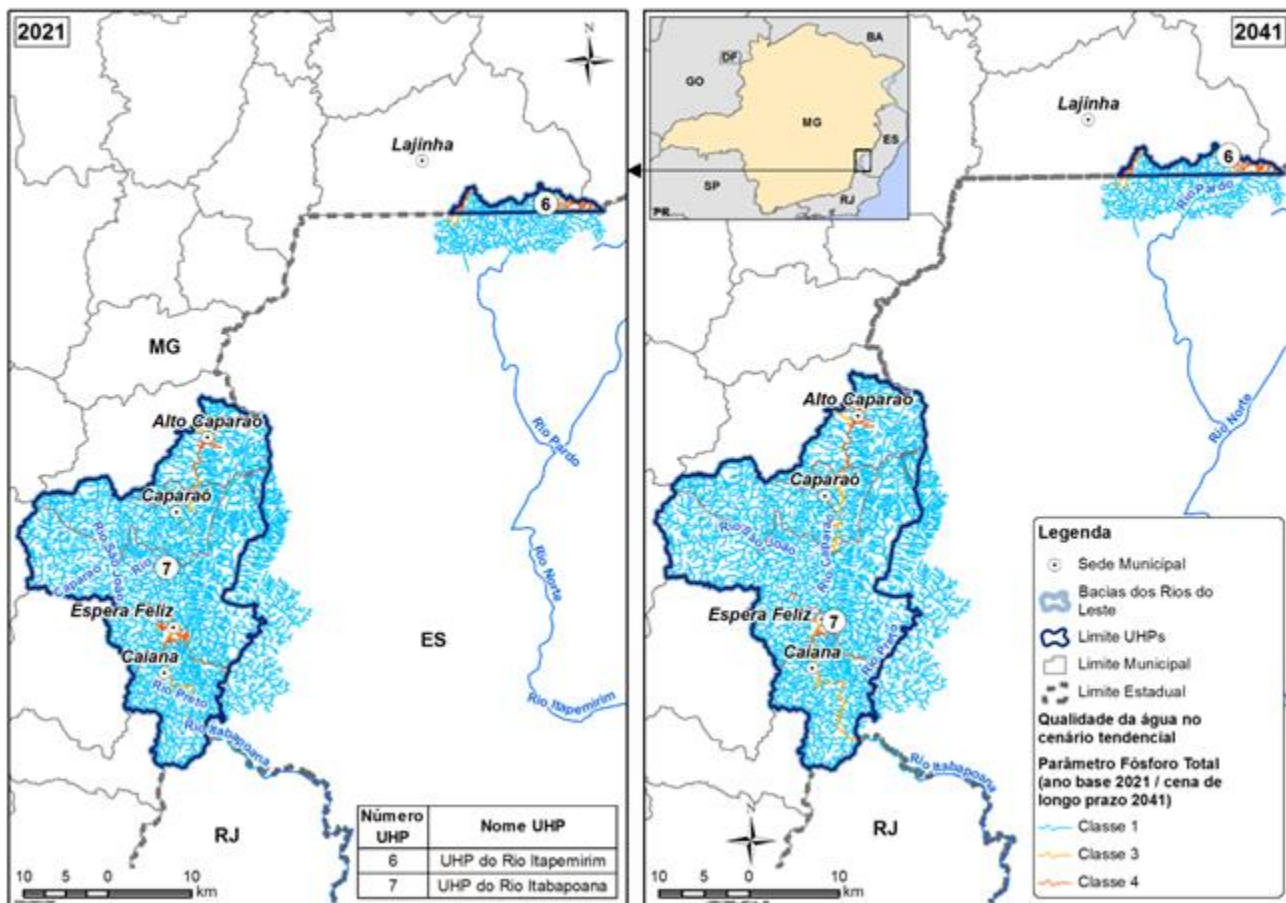 2021
N
Lajinha
6
MG
Rio Pardo
Alto Caparaó
Caparaó
Rio São João
Rio
Caparaó
7
Espera Feliz
Caiana
Rio Preto
Rio Itabapoana
Rio Norte
ES
Rio Itapemirim
RJ
Número UHP
Nome UHP
6
UHP do Rio Itapemirim
7
UHP do Rio Itabapoana
10 5 0 10
km
2041
BA
DF
GO
MG
ES
SP
RJ
PR
Lajinha
6
Rio Pardo
Rio Norte
Alto Caparaó
Caparaó
Rio São João
Rio Caparaó
Espera Feliz
7
Caiana
Rio Preto
Rio Itabapoana
RJ
N
10 5 0 10
km
Legenda
Sede Municipal
Bacias dos Rios do
Leste
Limite UHPs
Limite Municipal
Limite Estadual
Qualidade da água no
cenário tendencial
Parâmetro Fósforo Total
(ano base 2021 / cena de
longo prazo 2041)
Classe 1
Classe 3
Classe 4